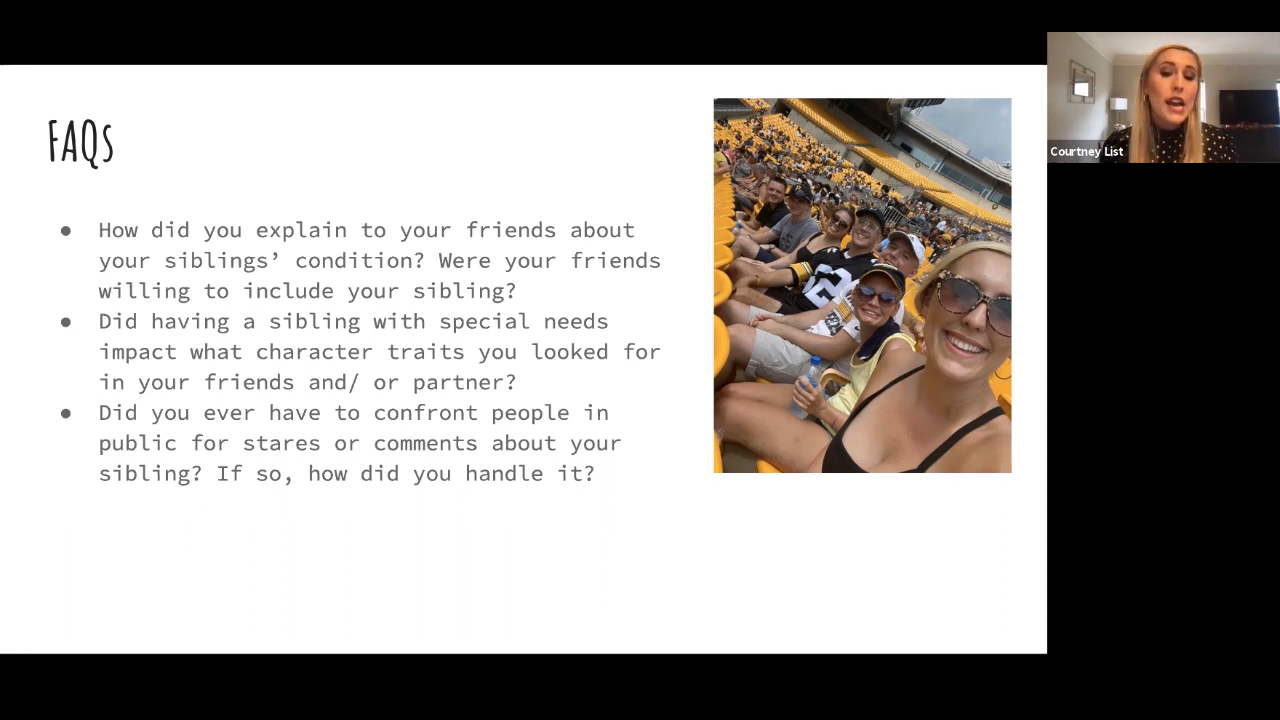 FAQs
● How did you explain to your friends about
your siblings’ condition? Were your friends
willing to include your sibling?
● Did having a sibling with special needs
impact what character traits you looked for
in your friends and/ or partner?
● Did you ever have to confront people in
public for stares or comments about your
sibling? If so, how did you handle it?
Courtney List